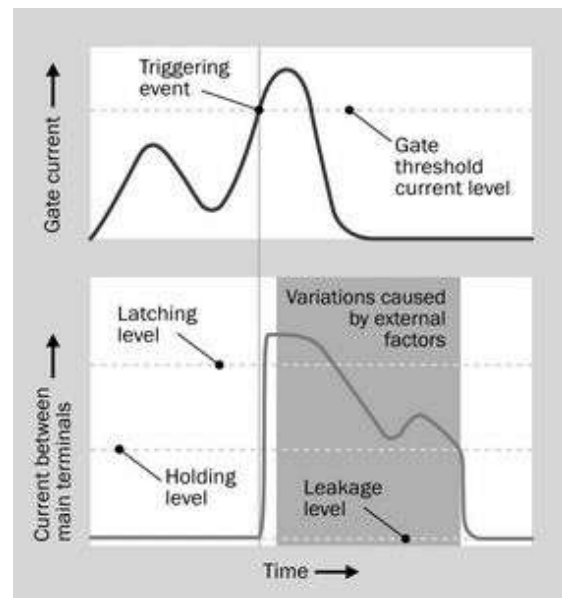 Triggering
event
Gate current
Gate
threshold
current level
Latching
level
Variations caused
by external
factors
Current between
main terminals
Holding
level
Leakage
level
Time